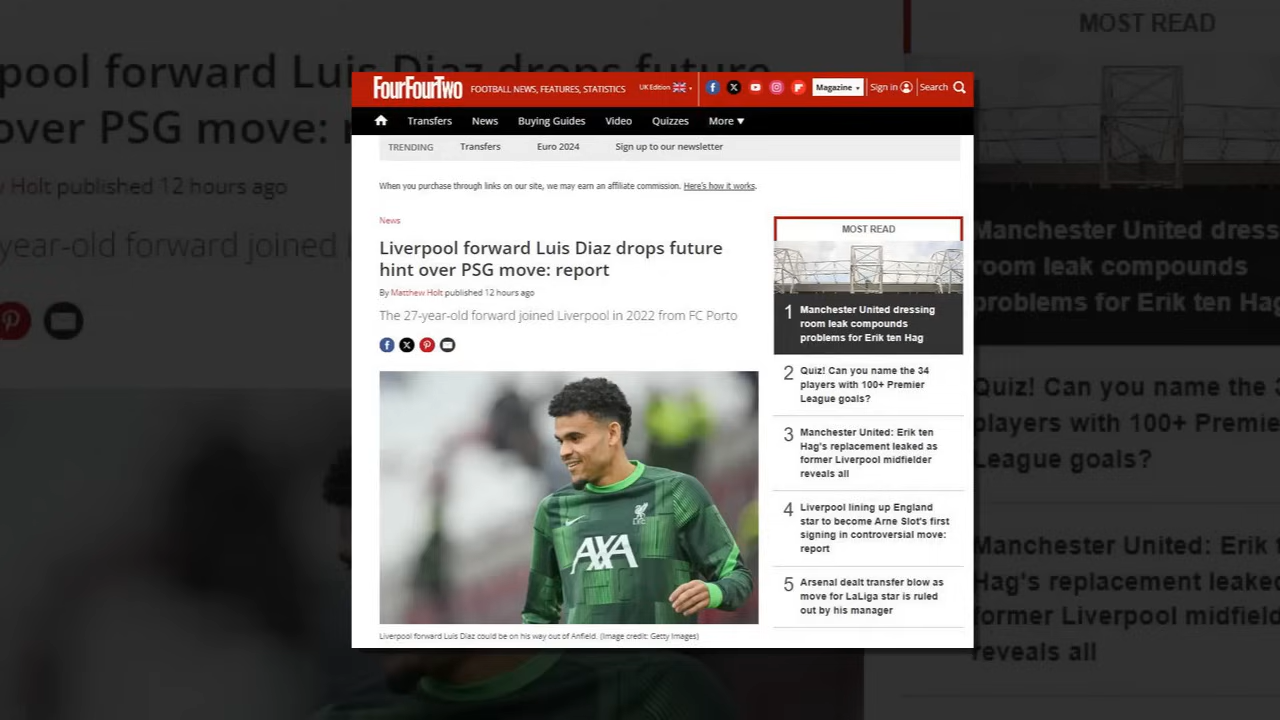 MOST READ
pool forward Luis Diaz drops future
over PSG move: r
Holt published 12 hours ago
year-old forward joined
Manchester United dress
room leak compounds
problems for Erik ten Hag
Quiz! Can you name the 3
players with 100+ Premie
League goals?
Manchester United: Erik t
Hag's replacement leaked
former Liverpool midfield
reveals all
FourFourTwo
FOOTBALL NEWS, FEATURES, STATISTICS
UK Edition
Magazine
Sign in
Search
Transfers
News
Buying Guides
Video
Quizzes
More
TRENDING
Transfers
Euro 2024
Sign up to our newsletter
When you purchase through links on our site, we may earn an affiliate commission. Here's how it works.
News
Liverpool forward Luis Diaz drops future
hint over PSG move: report
By Matthew Holt published 12 hours ago
The 27-year-old forward joined Liverpool in 2022 from FC Porto
AXA
Liverpool forward Luis Diaz could be on his way out of Anfield. (Image credit: Getty Images)
MOST READ
1 Manchester United dressing
room leak compounds
problems for Erik ten Hag
2 Quiz! Can you name the 34
players with 100+ Premier
League goals?
3 Manchester United: Erik ten
Hag's replacement leaked as
former Liverpool midfielder
reveals all
4 Liverpool lining up England
star to become Arne Slot's first
signing in controversial move:
report
5 Arsenal dealt transfer blow as
move for LaLiga star is ruled
out by his manager